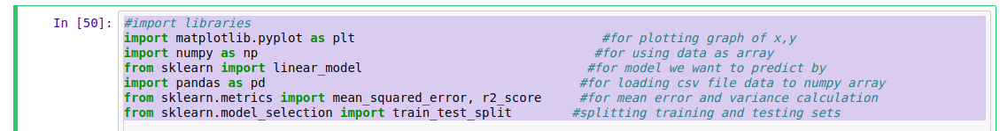 In [50]: #import libraries
import matplotlib.pyplot as plt #for plotting graph of x,y
import numpy as np #for using data as array
from sklearn import linear_model #for model we want to predict by
import pandas as pd #for loading csv file data to numpy array
from sklearn.metrics import mean_squared_error, r2_score #for mean error and variance calculation
from sklearn.model_selection import train_test_split #splitting training and testing sets